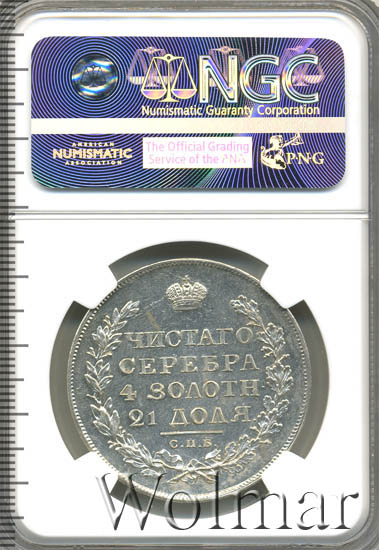 NGC
Numismatic Guaranty Corporation
AMERICAN
NUMISMATIC
ASSOCIATION
The Official Grading
Service of the PNA
PNG
ЧИСТАГО
СЕРЕБРА
4 ЗОЛОТН
21 ДОЛЯ
С.П.Б
Wolmar